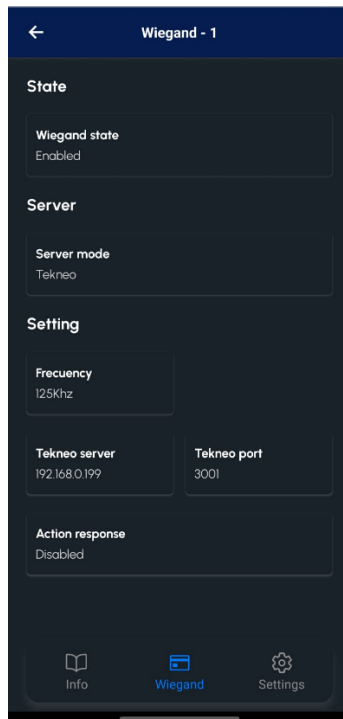 Wiegand - 1
State
Wiegand state
Enabled
Server
Server mode
Tekneo
Setting
Frecuency
125Khz
Tekneo server
192.168.0.199
Tekneo port
3001
Action response
Disabled
Info
Wiegand
Settings